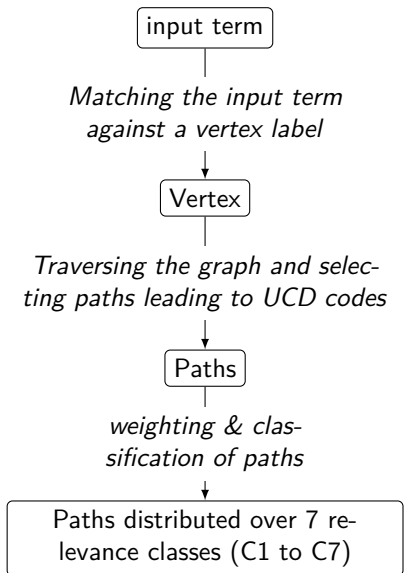 input term
Matching the input term
against a vertex label
Vertex
Traversing the graph and selec-
ting paths leading to UCD codes
Paths
weighting & clas-
sification of paths
Paths distributed over 7 re-
levance classes (C1 to C7)